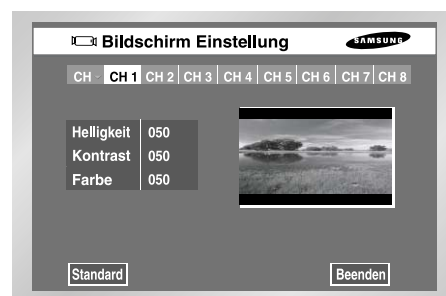 Bildschirm Einstellung SAMSUNG
CH CH 1 CH 2 CH 3 CH 4 CH 5 CH 6 CH 7 CH 8
Helligkeit 050
Kontrast 050
Farbe 050
Standard Beenden